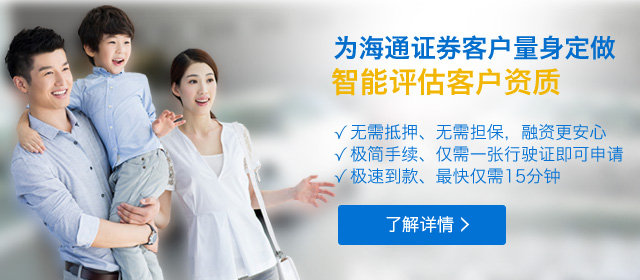 为海通证券客户量身定做
智能评估客户资质
√无需抵押、无需担保，融资更安心
√极简手续、仅需一张行驶证即可申请
√极速到款、最快仅需15分钟
了解详情 >